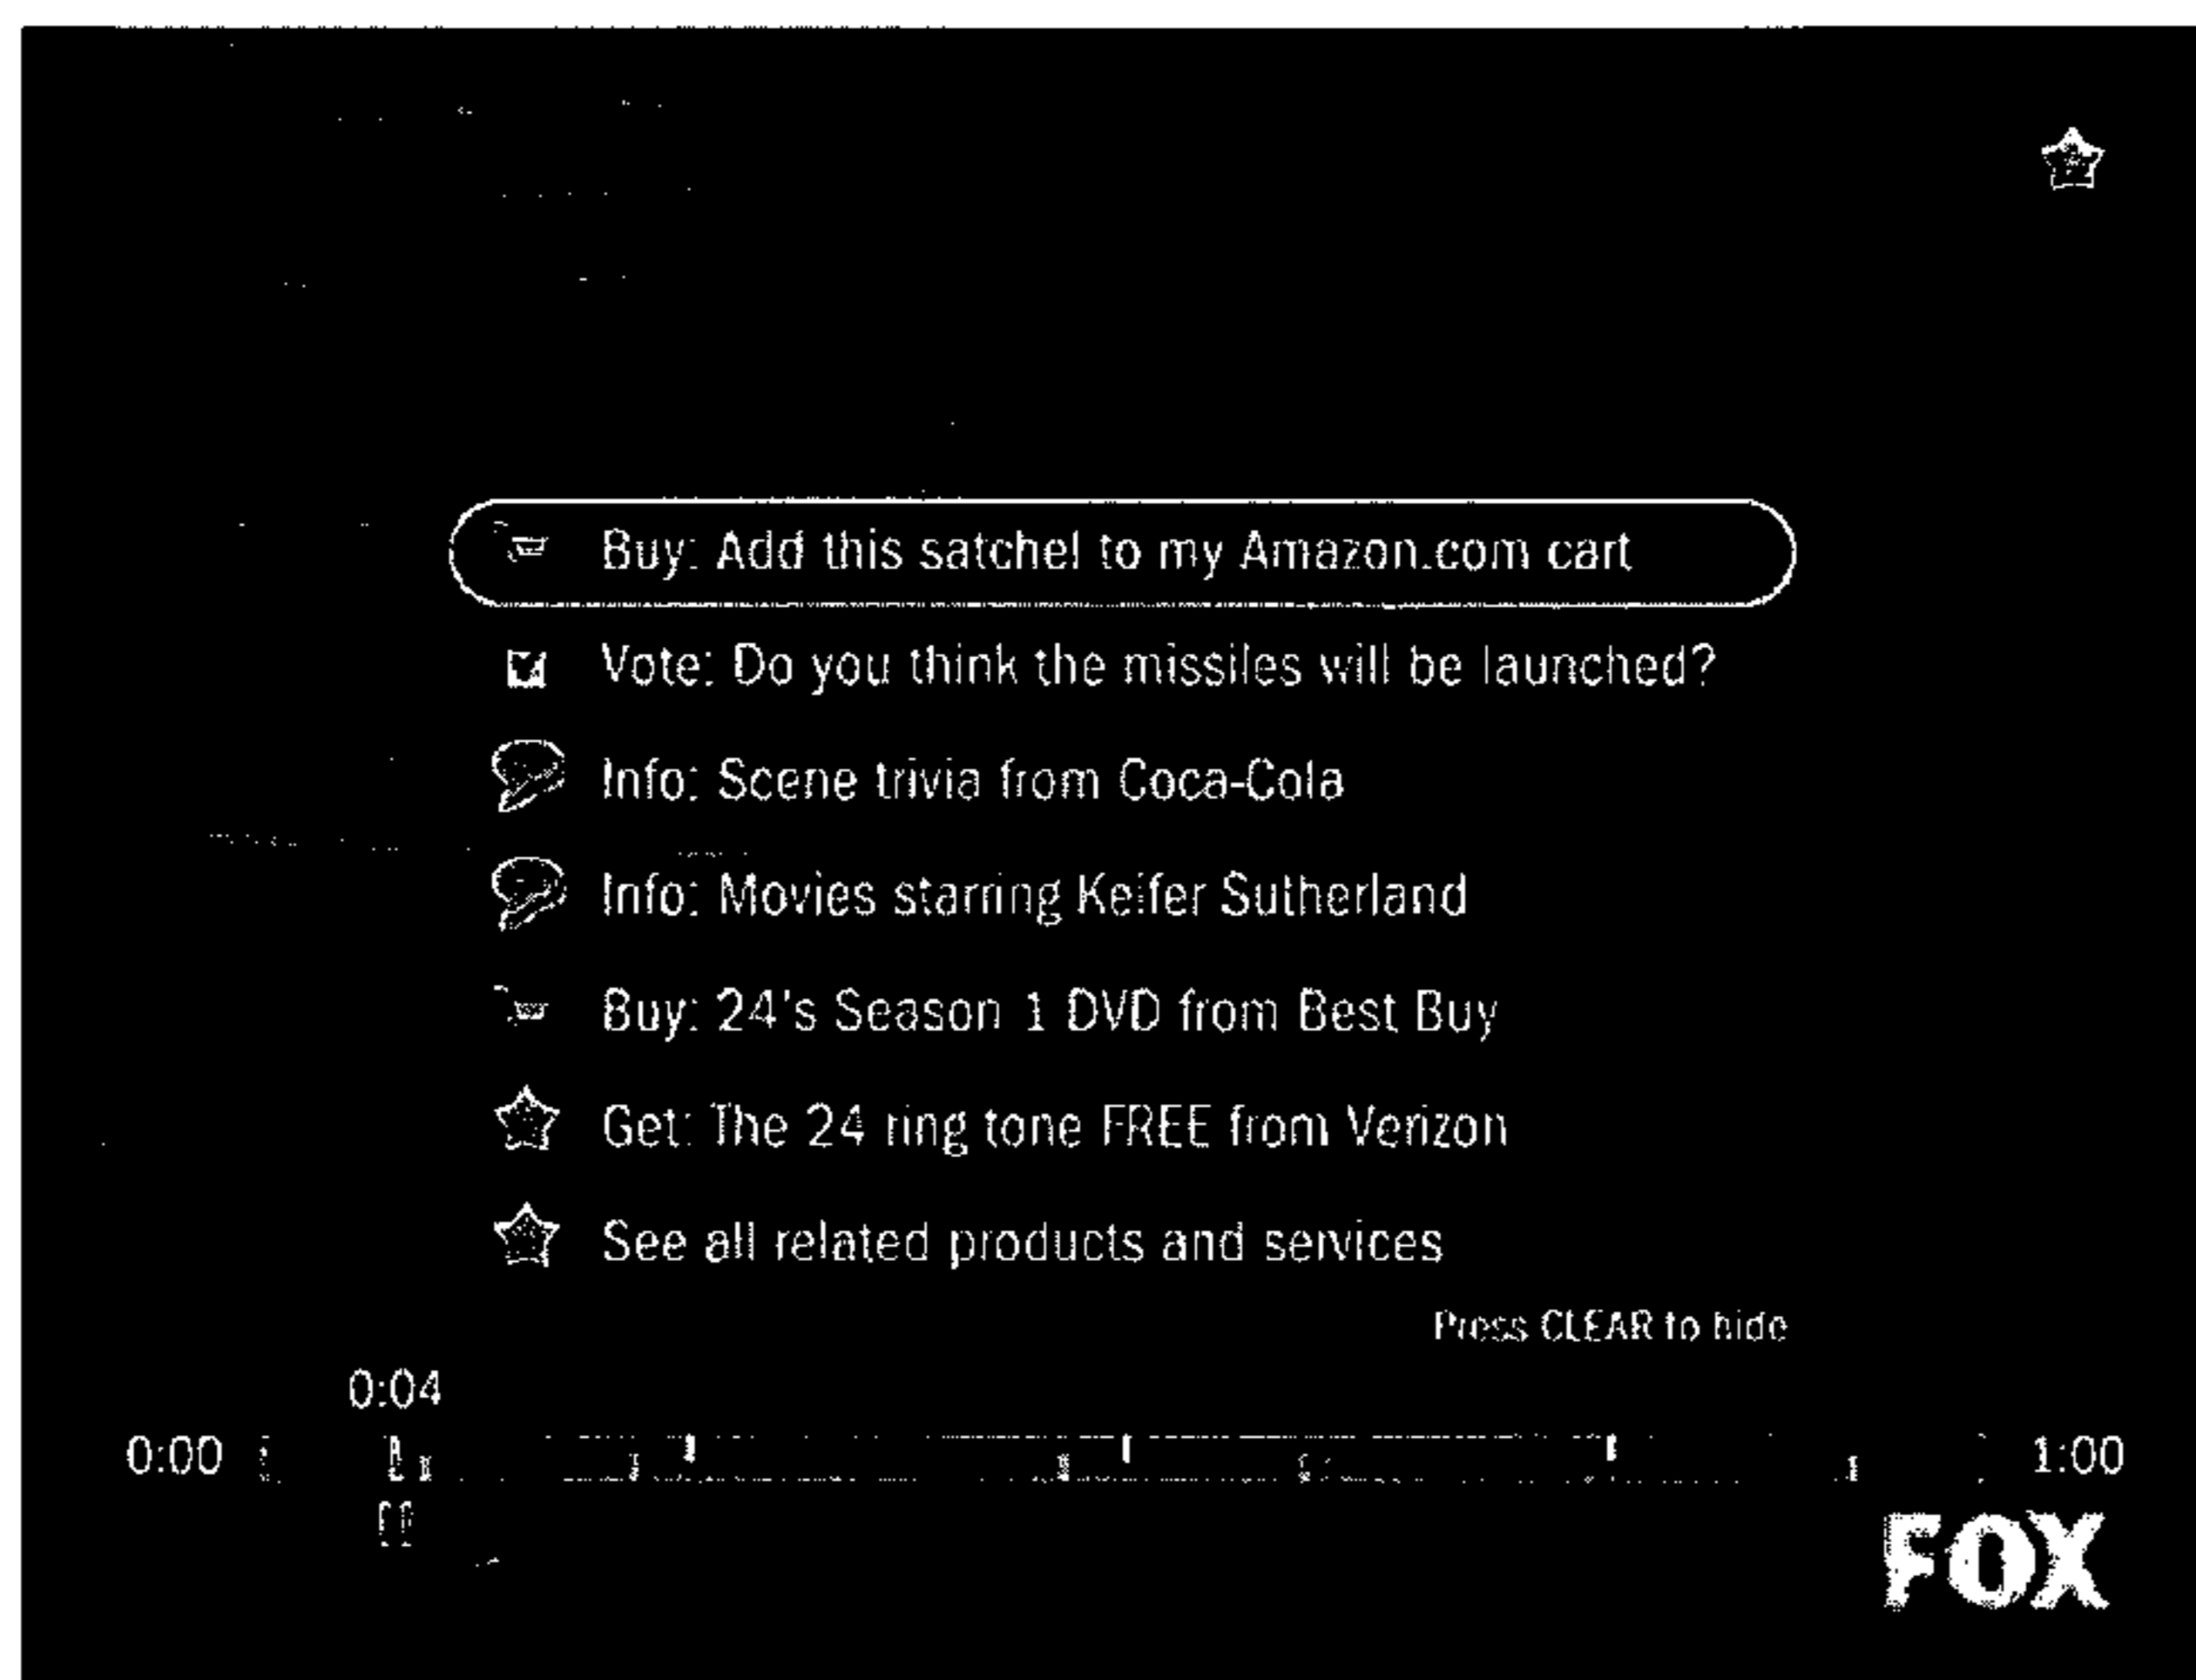 Buy: Add this satchel to my Amazon.com cart
Vote: Do you think the missiles will be launched?
Info: Scene trivia from Coca-Cola
Info: Movies starring Keifer Sutherland
Buy: 24's Season 1 DVD from Best Buy
Get: The 24 ring tone FREE from Verizon
See all related products and services
Press CLEAR to hide
0:04
0:00 1:00
FOX